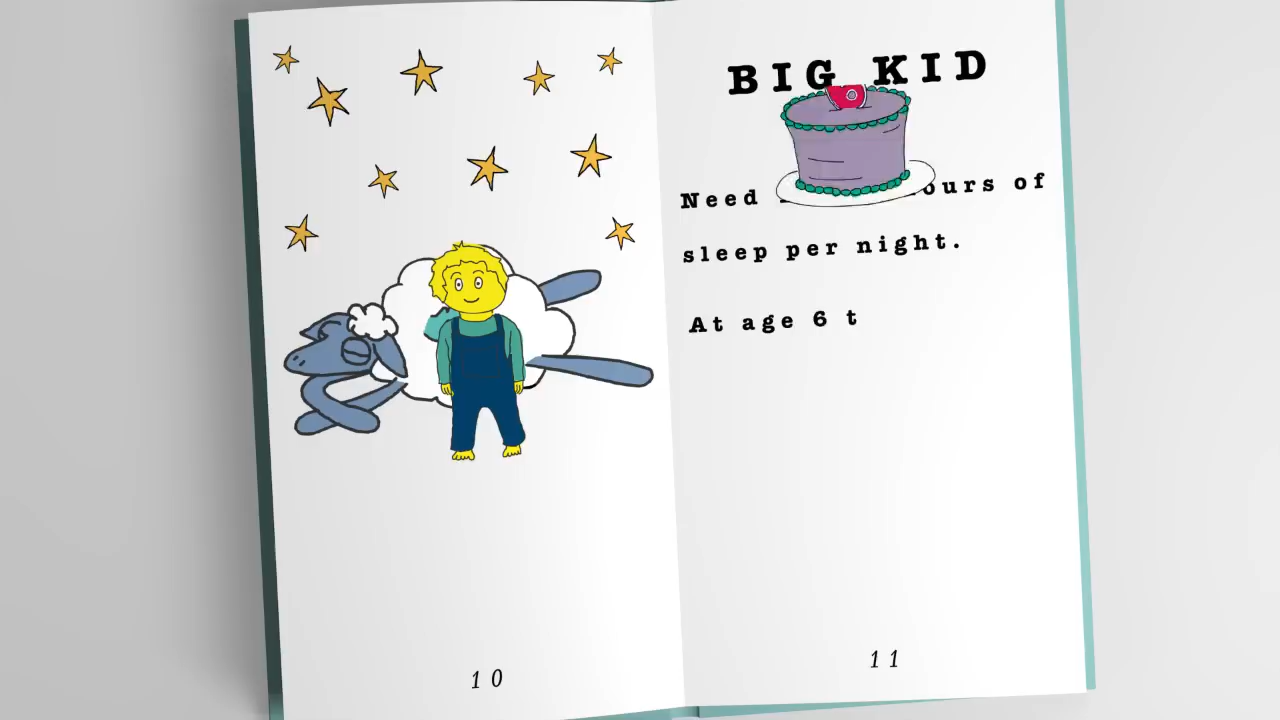 BIG KID
Need
ours of
sleep per night.
At age 6 t
10
11